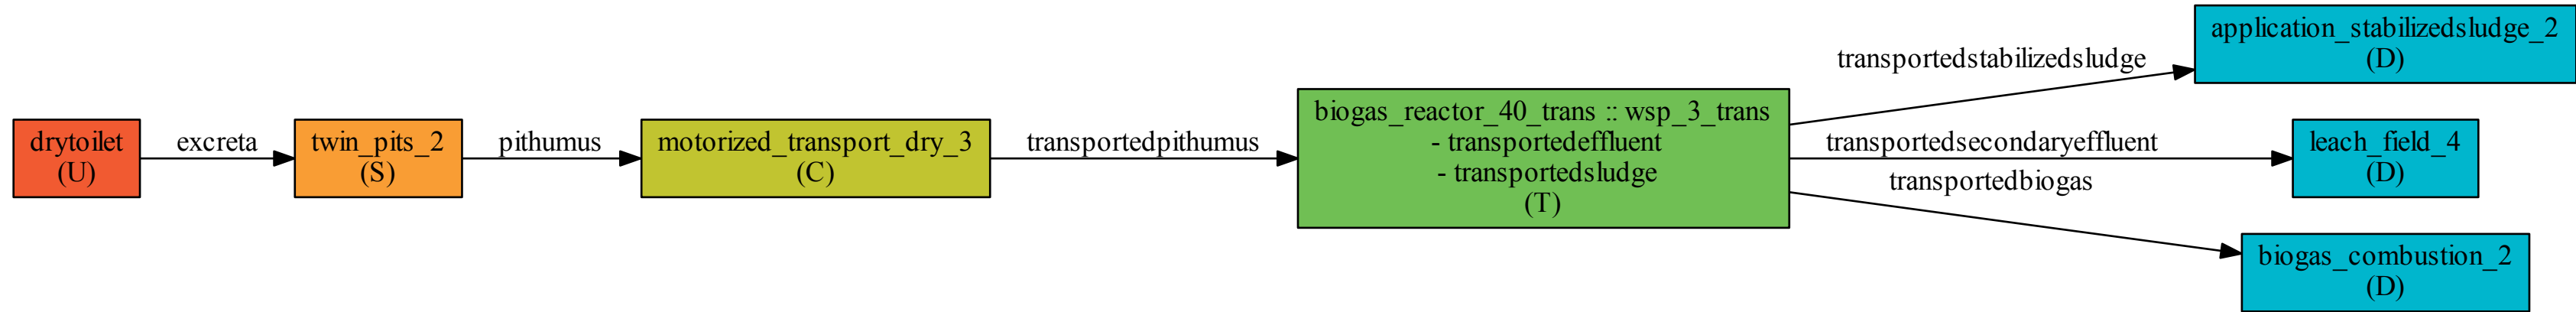 drytoilet
(U)
excreta
twin_pits_2
(S)
pithumus
motorized_transport_dry_3
(C)
transportedpithumus
biogas_reactor_40_trans :: wsp_3_trans
- transportedeffluent
- transportedsludge
(T)
transportedstabilizedsludge
application_stabilizedsludge_2
(D)
transportedsecondaryeffluent
leach_field_4
(D)
transportedbiogas
biogas_combustion_2
(D)